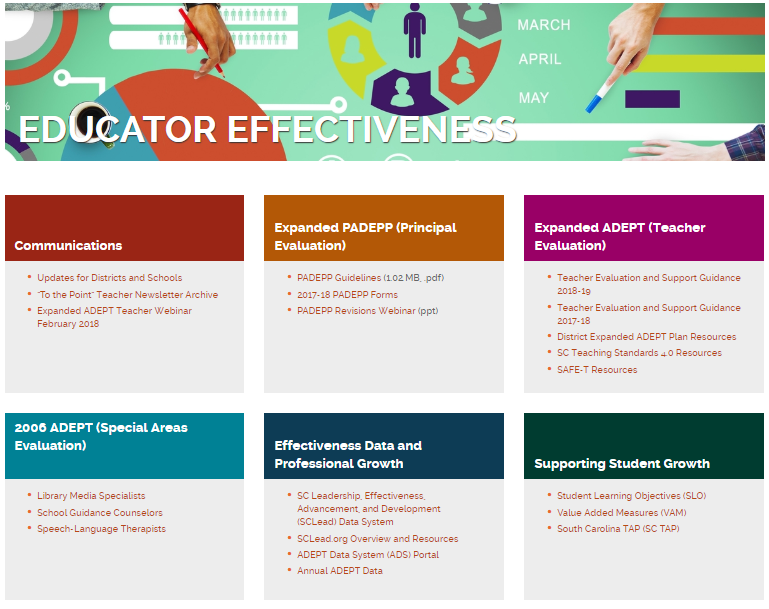 MARCH
APRIL
MAY
%
EDUCATOR EFFECTIVENESS
Communications
Updates for Districts and Schools
"To the Point" Teacher Newsletter Archive
Expanded ADEPT Teacher Webinar
February 2018
Expanded PADEPP (Principal
Evaluation)
PADEPP Guidelines (1.02 MB, .pdf)
2017-18 PADEPP Forms
PADEPP Revisions Webinar (ppt)
Expanded ADEPT (Teacher
Evaluation)
Teacher Evaluation and Support Guidance
2018-19
Teacher Evaluation and Support Guidance
2017-18
District Expanded ADEPT Plan Resources
SC Teaching Standards 4.0 Resources
SAFE-T Resources
2006 ADEPT (Special Areas
Evaluation)
Library Media Specialists
School Guidance Counselors
Speech-Language Therapists
Effectiveness Data and
Professional Growth
SC Leadership, Effectiveness,
Advancement, and Development
(SCLead) Data System
SCLead.org Overview and Resources
ADEPT Data System (ADS) Portal
Annual ADEPT Data
Supporting Student Growth
Student Learning Objectives (SLO)
Value Added Measures (VAM)
South Carolina TAP (SC TAP)